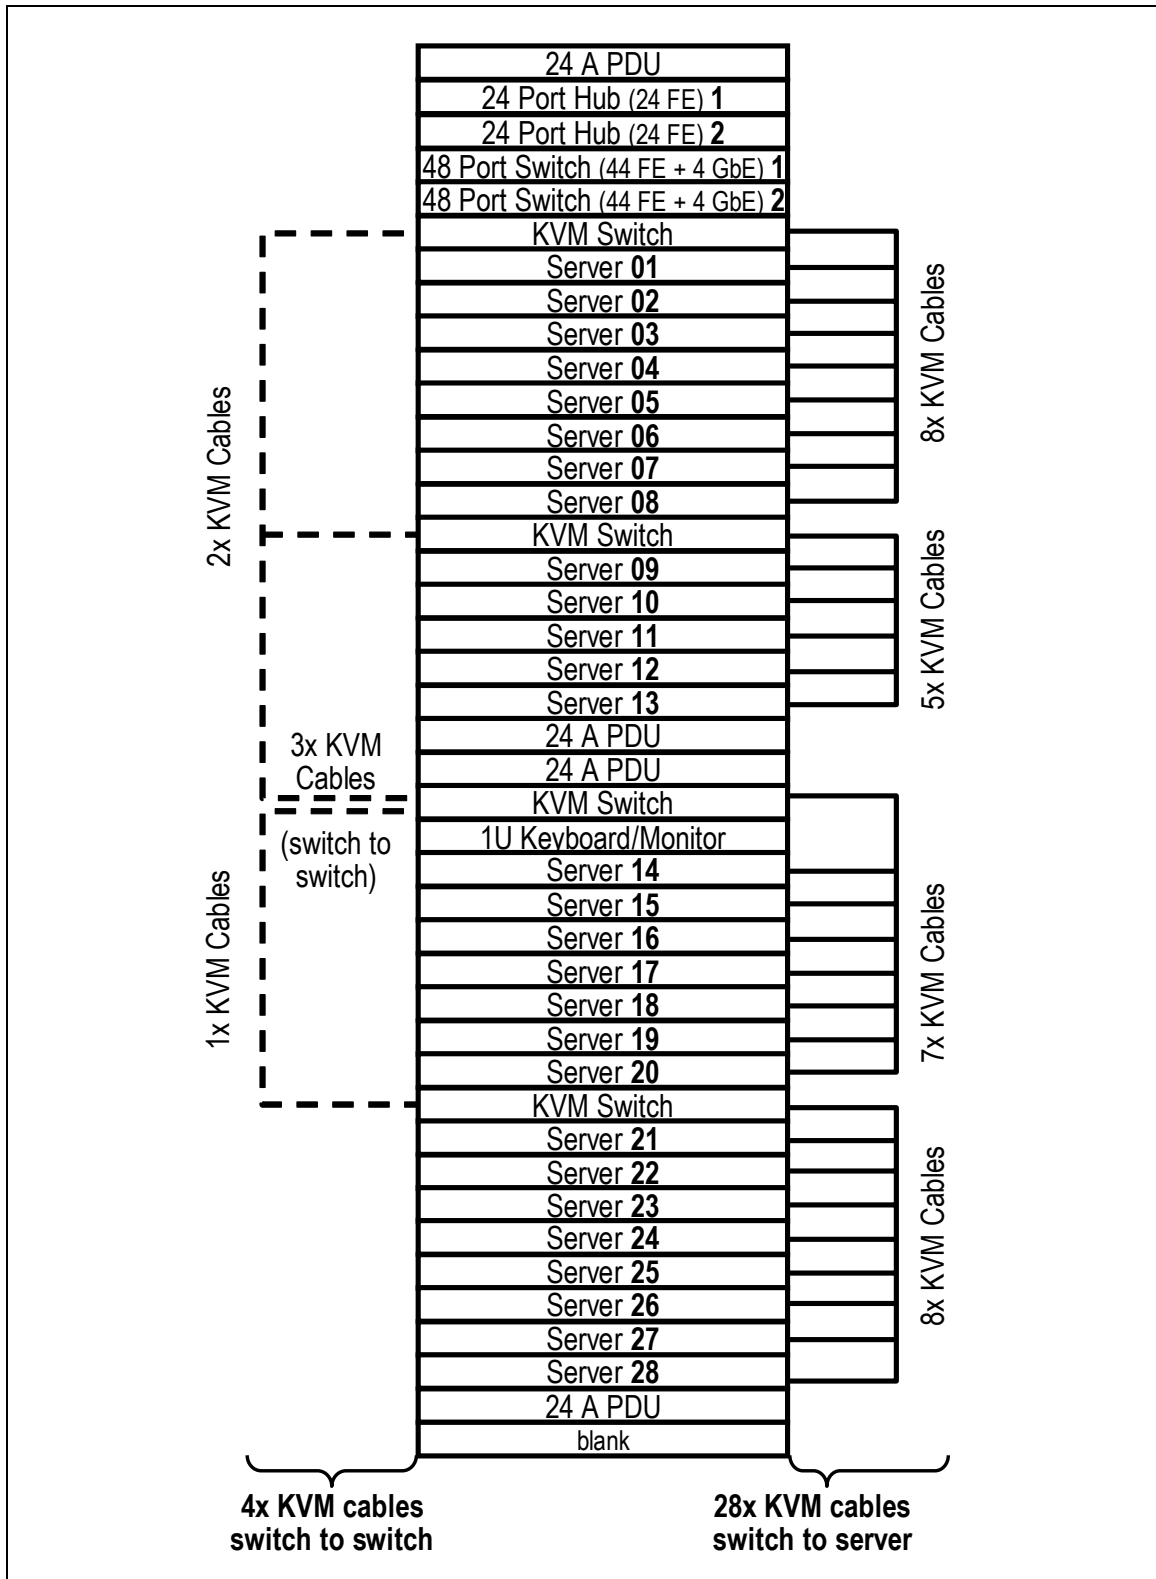 24 A PDU
24 Port Hub (24 FE) 1
24 Port Hub (24 FE) 2
48 Port Switch (44 FE + 4 GbE) 1
48 Port Switch (44 FE + 4 GbE) 2
KVM Switch
Server 01
Server 02
Server 03
Server 04
Server 05
Server 06
Server 07
Server 08
KVM Switch
Server 09
Server 10
Server 11
Server 12
Server 13
24 A PDU
24 A PDU
KVM Switch
1U Keyboard/Monitor
Server 14
Server 15
Server 16
Server 17
Server 18
Server 19
Server 20
KVM Switch
Server 21
Server 22
Server 23
Server 24
Server 25
Server 26
Server 27
Server 28
24 A PDU
blank
2x KVM Cables
3x KVM
Cables
(switch to
switch)
1x KVM Cables
8x KVM Cables
5x KVM Cables
7x KVM Cables
8x KVM Cables
4x KVM cables
switch to switch
28x KVM cables
switch to server